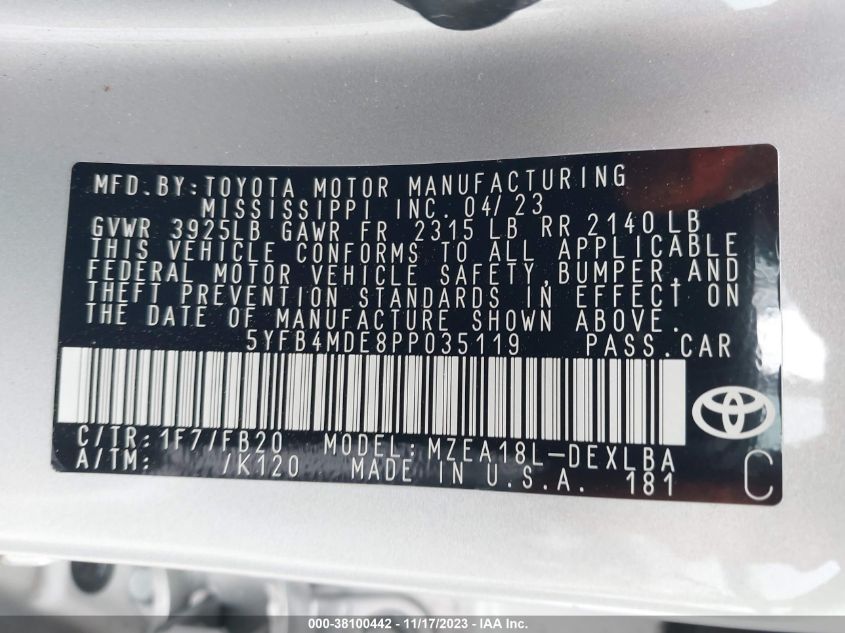 MFD.BY:TOYOTA MOTOR MANUFACTURING
MISSISSIPPI INC. 04/23
GVWR 3925LB GAWR FR 2315 LB RR 2140 LB
THIS VEHICLE CONFORMS TO ALL APPLICABLE
FEDERAL MOTOR VEHICLE SAFETY,BUMPER,AND
THEFT PREVENTION STANDARDS IN EFFECT ON
THE DATE OF MANUFACTURE SHOWN ABOVE.
5YFB4MDE8PP035119 PASS.CAR
C/TR:1F7/FB20 MODEL:MZEA18L-DEXLBA
A/TM: /K120 MADE IN U.S.A. 181
C
000-38100442 - 11/17/2023 - IAA Inc.